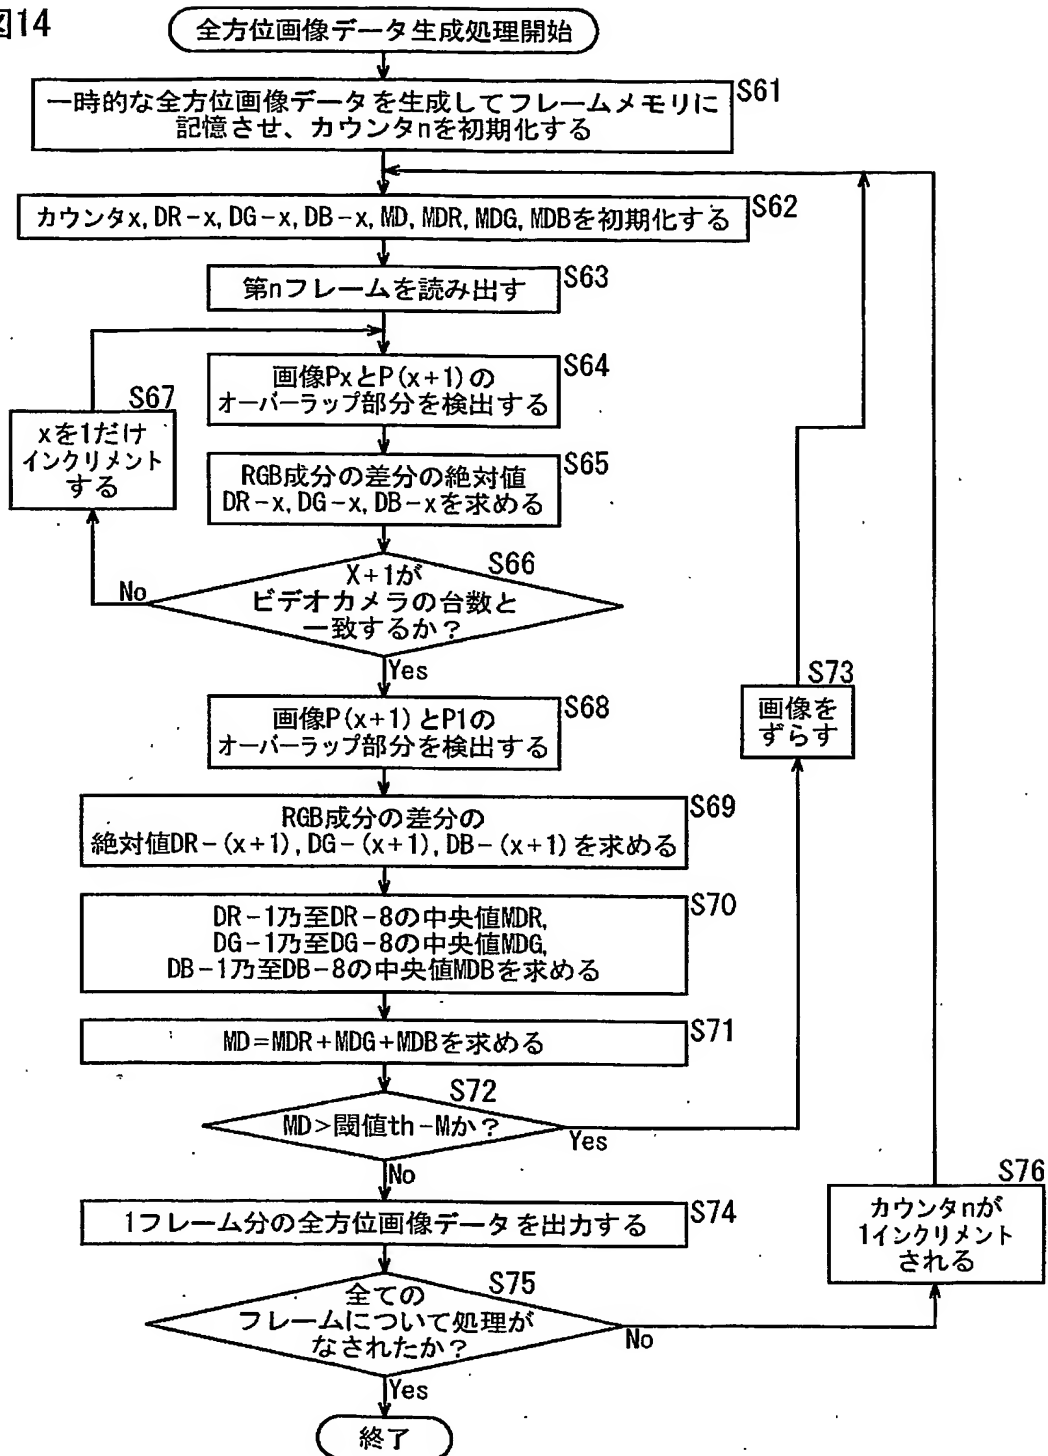 図14
全方位画像データ生成処理開始
S61
一時的な全方位画像データを生成してフレームメモリに
記憶させ、カウンタnを初期化する
S62
カウンタx, DR-x, DG-x, DB-x, MD, MDR, MDG, MDBを初期化する
S63
第nフレームを読み出す
S64
画像PxとP(x+1)の
オーバーラップ部分を検出する
S67
xを1だけ
インクリメント
する
S65
RGB成分の差分の絶対値
DR-x, DG-x, DB-xを求める
S66
X+1が
ビデオカメラの台数と
一致するか?
No
Yes
S68
画像P(x+1)とP1の
オーバーラップ部分を検出する
S73
画像を
ずらす
S69
RGB成分の差分の
絶対値DR-(x+1), DG-(x+1), DB-(x+1)を求める
S70
DR-1乃至DR-8の中央値MDR,
DG-1乃至DG-8の中央値MDG,
DB-1乃至DB-8の中央値MDBを求める
S71
MD=MDR+MDG+MDBを求める
S72
MD>閾値th-Mか?
Yes
No
S74
1フレーム分の全方位画像データを出力する
S76
カウンタnが
1インクリメント
される
S75
全ての
フレームについて処理が
なされたか?
No
Yes
終了